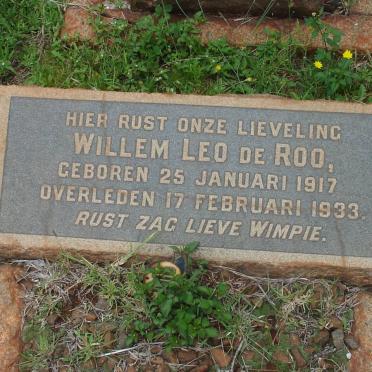 HIER RUST ONZE LIEVELING
WILLEM LEO DE ROO,
GEBOREN 25 JANUARI 1917
OVERLEDEN 17 FEBRUARI 1933.
RUST ZAG LIEVE WIMPIE.